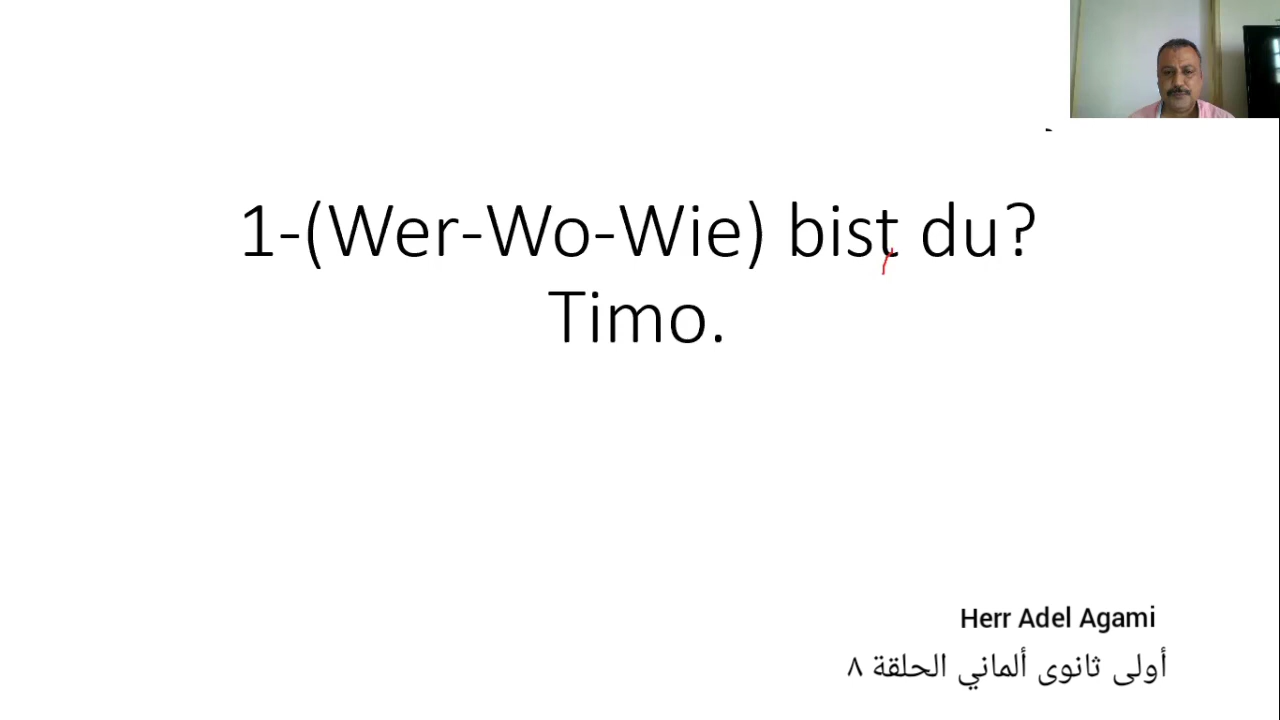 1-(Wer-Wo-Wie) bist du?
Timo.
Herr Adel Agami
أولى ثانوى ألماني الحلقة ٨